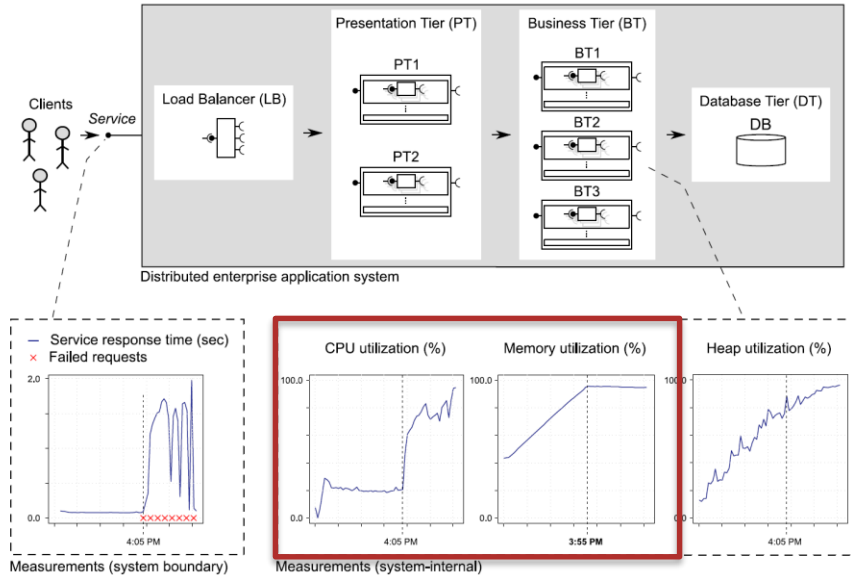 Presentation Tier (PT)
Business Tier (BT)
PT1
BT1
Clients
Service
Load Balancer (LB)
Database Tier (DT)
BT2
DB
PT2
BT3
Distributed enterprise application system
Service response time (sec)
Failed requests
CPU utilization (%)
Memory utilization (%)
Heap utilization (%)
2.0
100.0
100.0
100.0
0.0
0.0
0.0
0.0
4:05 PM
4:05 PM
3:55 PM
4:05 PM
Measurements (system boundary)
Measurements (system-internal)